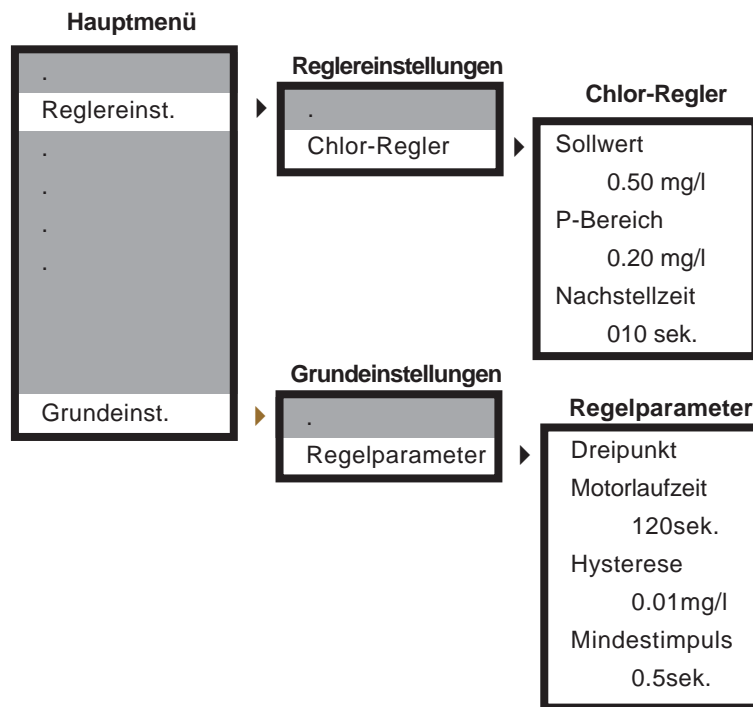 Hauptmenü
.
Reglereinst.
.
.
.
.
Grundeinst.
Reglereinstellungen
.
Chlor-Regler
Chlor-Regler
Sollwert
0.50 mg/l
P-Bereich
0.20 mg/l
Nachstellzeit
010 sek.
Grundeinstellungen
.
Regelparameter
Regelparameter
Dreipunkt
Motorlaufzeit
120sek.
Hysterese
0.01mg/l
Mindestimpuls
0.5sek.